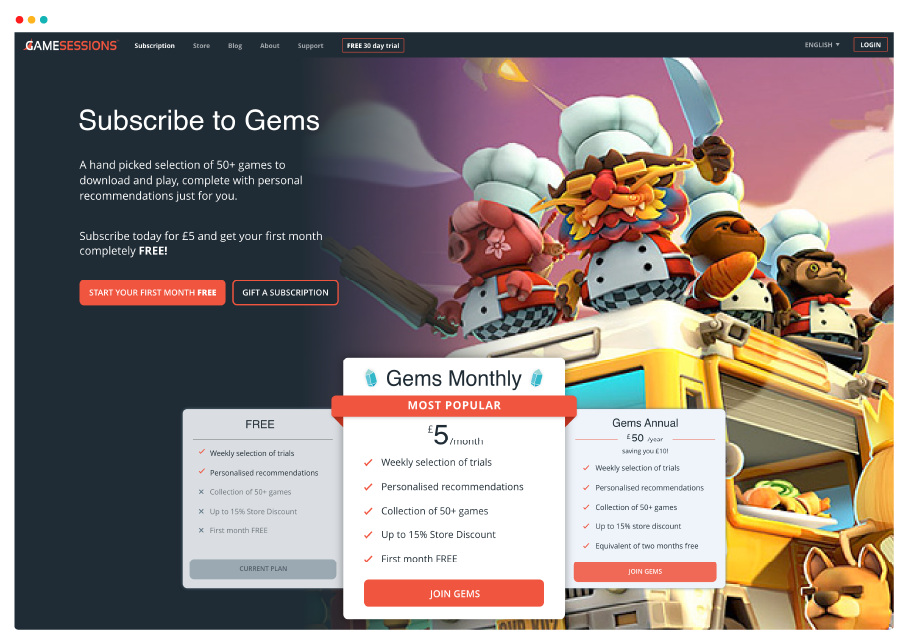 GAMESESSIONS Subscription Store Blog About Support FREE 30 day trial ENGLISH LOGIN
Subscribe to Gems
A hand picked selection of 50+ games to
download and play, complete with personal
recommendations just for you.
Subscribe today for £5 and get your first month
completely FREE!
START YOUR FIRST MONTH FREE GIFT A SUBSCRIPTION
FREE
Weekly selection of trials
Personalised recommendations
Collection of 50+ games
Up to 15% Store Discount
First month FREE
CURRENT PLAN
Gems Monthly
MOST POPULAR
£5/month
Weekly selection of trials
Personalised recommendations
Collection of 50+ games
Up to 15% Store Discount
First month FREE
JOIN GEMS
Gems Annual
£50 /year
saving you £10!
Weekly selection of trials
Personalised recommendations
Collection of 50+ games
Up to 15% store discount
Equivalent of two months free
JOIN GEMS